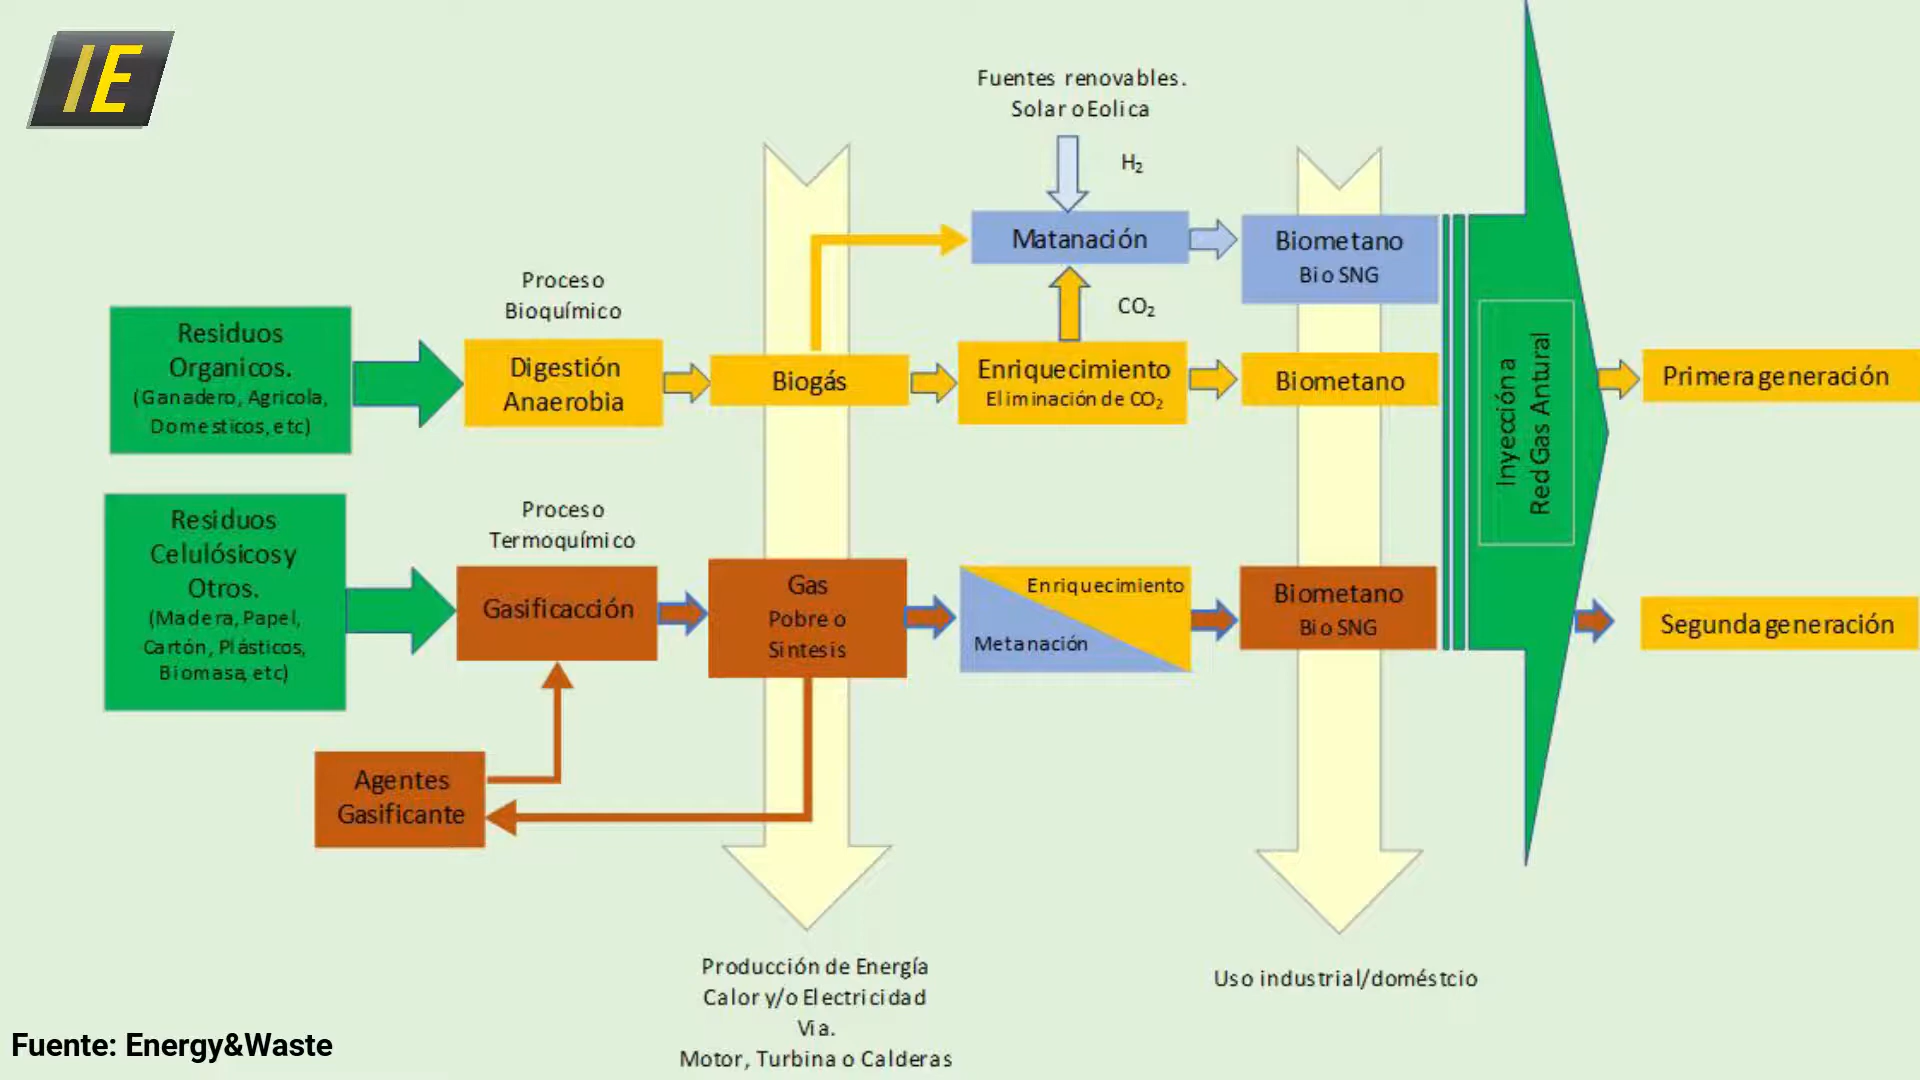 IE
Fuentes renovables.
Solar o Eolica
H₂
Matanación
Biometano
Bio SNG
Proceso
Bioquímico
CO₂
Residuos
Organicos.
(Ganadero, Agricola,
Domesticos, etc)
Digestión
Anaerobia
Biogás
Enriquecimiento
Eliminación de CO₂
Biometano
Inyección a
Red Gas Antural
Primera generación
Residuos
Celulósicos y
Otros.
(Madera, Papel,
Cartón, Plásticos,
Biomasa, etc)
Proceso
Termoquímico
Gasificacción
Gas
Pobre o
Sintesis
Enriquecimiento
Metanación
Biometano
Bio SNG
Segunda generación
Agentes
Gasificante
Producción de Energía
Calor y/o Electricidad
Via.
Motor, Turbina o Calderas
Uso industrial/doméstcio
Fuente: Energy&Waste